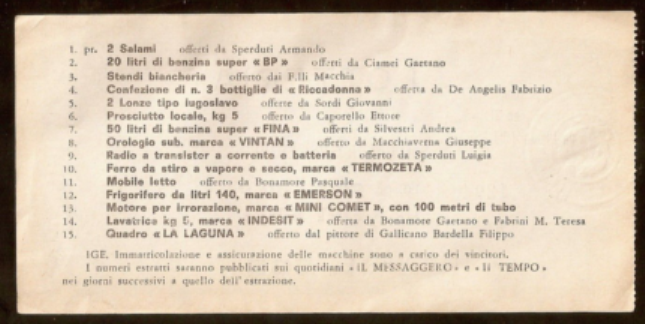 1. pr. 2 Salami offerti da Sperduti Armando
2. 20 litri di benzina super « BP » offerti da Ciamei Gaetano
3. Stendi biancheria offerto dai F.lli Macchia
4. Confezione di n. 3 bottiglie di « Riccadonna » offerta da De Angelis Fabrizio
5. 2 Lonze tipo iugoslavo offerte da Sordi Giovanni
6. Prosciutto locale, kg 5 offerto da Caporello Ettore
7. 50 litri di benzina super « FINA » offerti da Silvestri Andrea
8. Orologio sub. marca « VINTAN » offerto da Macchiaverna Giuseppe
9. Radio a transistor a corrente e batteria offerto da Sperduti Luigia
10. Ferro da stiro a vapore e secco, marca « TERMOZETA »
11. Mobile letto offerto da Bonamore Pasquale
12. Frigorifero da litri 140, marca « EMERSON »
13. Motore per irrorazione, marca « MINI COMET », con 100 metri di tubo
14. Lavatrice kg 5, marca « INDESIT » offerta da Bonamore Gaetano e Fabrini M. Teresa
15. Quadro « LA LAGUNA » offerto dal pittore di Gallicano Bardella Filippo
IGE, Immatricolazione e assicurazione delle macchine sono a carico dei vincitori.
I numeri estratti saranno pubblicati sui quotidiani « IL MESSAGGERO » e « Il TEMPO »
nei giorni successivi a quello dell'estrazione.